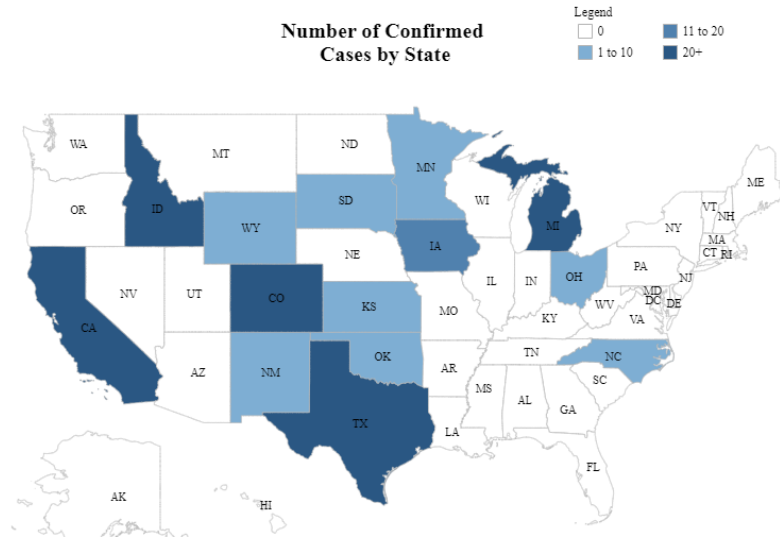 Number of Confirmed
Cases by State
Legend
0
11 to 20
1 to 10
20+
WA
MT
ND
MN
WI
ME
VT
NH
OR
ID
WY
SD
MI
NY
MA
CT
RI
IA
NE
PA
NJ
NV
UT
CO
IL
IN
OH
MD
DC
DE
WV
VA
CA
KS
MO
KY
AZ
NM
OK
AR
TN
NC
SC
MS
AL
GA
TX
LA
FL
AK
HI